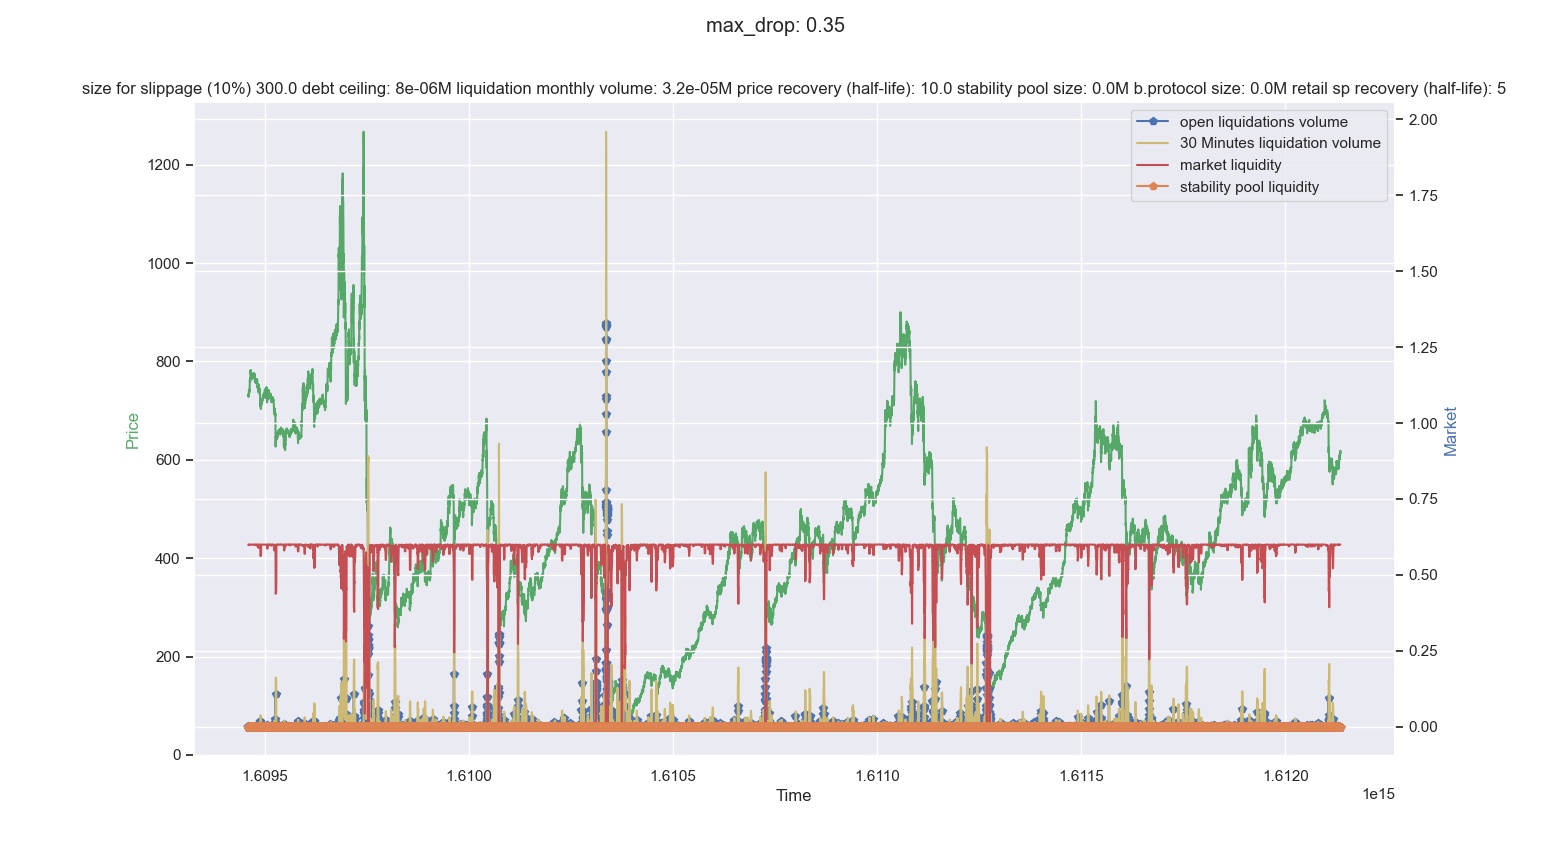 max_drop: 0.35
size for slippage (10%) 300.0 debt ceiling: 8e-06M liquidation monthly volume: 3.2e-05M price recovery (half-life): 10.0 stability pool size: 0.0M b.protocol size: 0.0M retail sp recovery (half-life): 5
open liquidations volume
30 Minutes liquidation volume
market liquidity
stability pool liquidity
Price
1200
1000
800
600
400
200
0
2.00
1.75
1.50
1.25
1.00
0.75
0.50
0.25
0.00
Market
1.6095
1.6100
1.6105
1.6110
1.6115
1.6120
Time
1e15